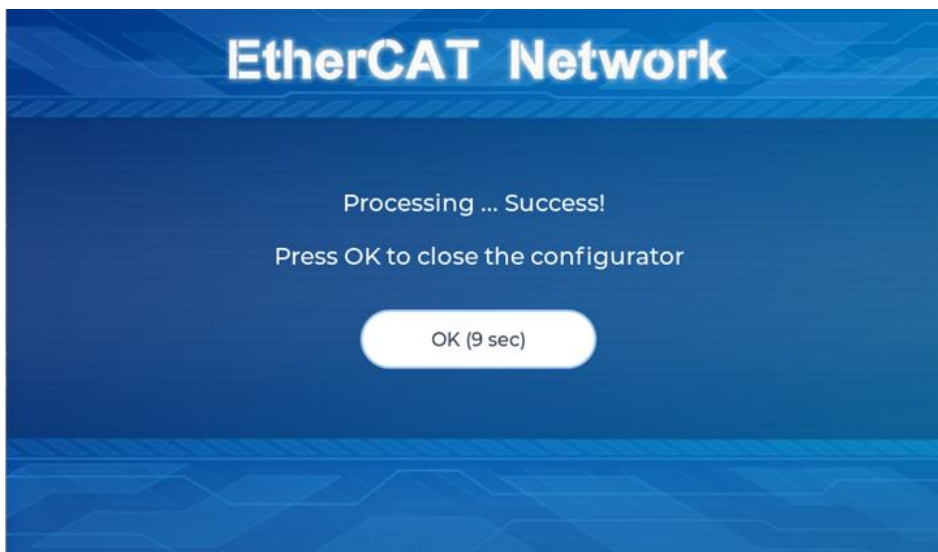 EtherCAT Network
Processing ... Success!
Press OK to close the configurator
OK (9 sec)